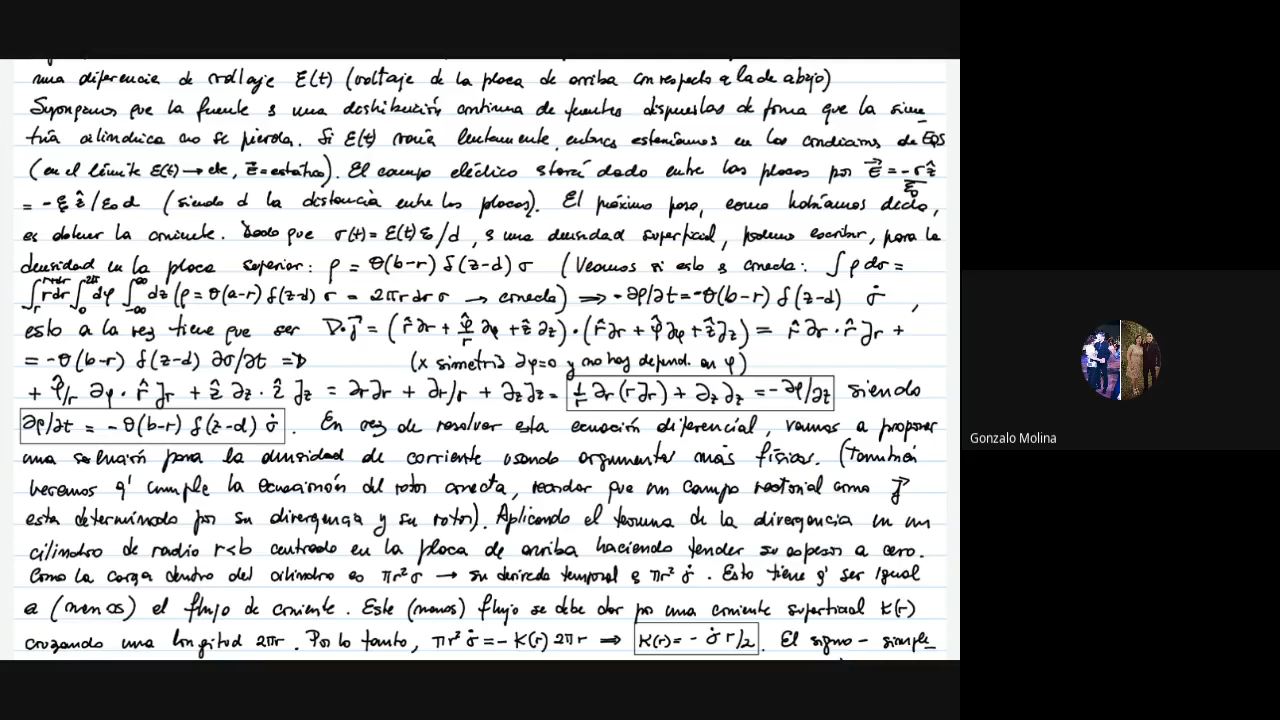 una diferencia de voltaje ε(t) (voltaje de la placa de arriba con respecto a la de abajo)
Supongamos que la fuente s una distribución continua de fuentes dispuestas de forma que la sime_
tría cilíndrica no se pierda. Si ε(t) varía lentamente, entonces estaríamos en las condicions de EQS
(en el límite ε(t)→cte, E⃗=estático). El campo eléctrico stará dado entre las placas por E⃗ = -σ ẑ/ε₀
= -ε ẑ/ε₀d (siendo d la distancia entre las placas). El próximo paso, como habíamos dicho,
es obtener la corriente. Dado que σ(t) = ε(t) ε₀/d, s una densidad superficial, podemos escribir, para la
densidad en la placa superior: ρ = θ(b-r) δ(z-d) σ (Veamos si esto s correcta: ∫ρ dσ =
∫ᵣ^{r+dr} rdr ∫₀^{2π} dφ ∫_{-∞}^{∞} dz (ρ = θ(a-r) δ(z-d) σ = 2πr dr σ → correcta) ⟹ -∂ρ/∂t = -θ(b-r) δ(z-d) σ̇ ,
esto a la vez tiene que ser ∇·J⃗ = (r̂ ∂r + φ̂/r ∂φ + ẑ ∂z)·(r̂ Jr + φ̂ Jφ + ẑ Jz) = r̂ ∂r · r̂ Jr +
= -θ(b-r) δ(z-d) ∂σ/∂t ⟹ (x simetría ∂φ=0 y no hay depend. en φ)
+ φ̂/r ∂φ · r̂ Jr + ẑ ∂z · ẑ Jz = ∂r Jr + Jr/r + ∂z Jz = 1/r ∂r (r Jr) + ∂z Jz = -∂ρ/∂z siendo
∂ρ/∂t = -θ(b-r) δ(z-d) σ̇ . En vez de resolver esta ecuación diferencial, vamos a proponer
una solución para la densidad de corriente usando argumentos más físicos. (También
veremos q' cumple la ecuación del rotor correcta, recordar que un campo vectorial como J⃗
esta determinado por su divergencia y su rotor). Aplicando el teorema de la divergencia en un
cilindro de radio r<b centrado en la placa de arriba haciendo tender su espesor a cero.
Como la carga dentro del cilindro es πr²σ → su derivada temporal s πr² σ̇ . Esto tiene q' ser igual
a (menos) el flujo de corriente. Este (menos) flujo se debe dar por una corriente superficial K(r)
cruzando una longitud 2πr. Por lo tanto, πr² σ̇ = - K(r) 2πr ⟹ K(r) = - σ̇ r/2 . El signo - simple_
Gonzalo Molina